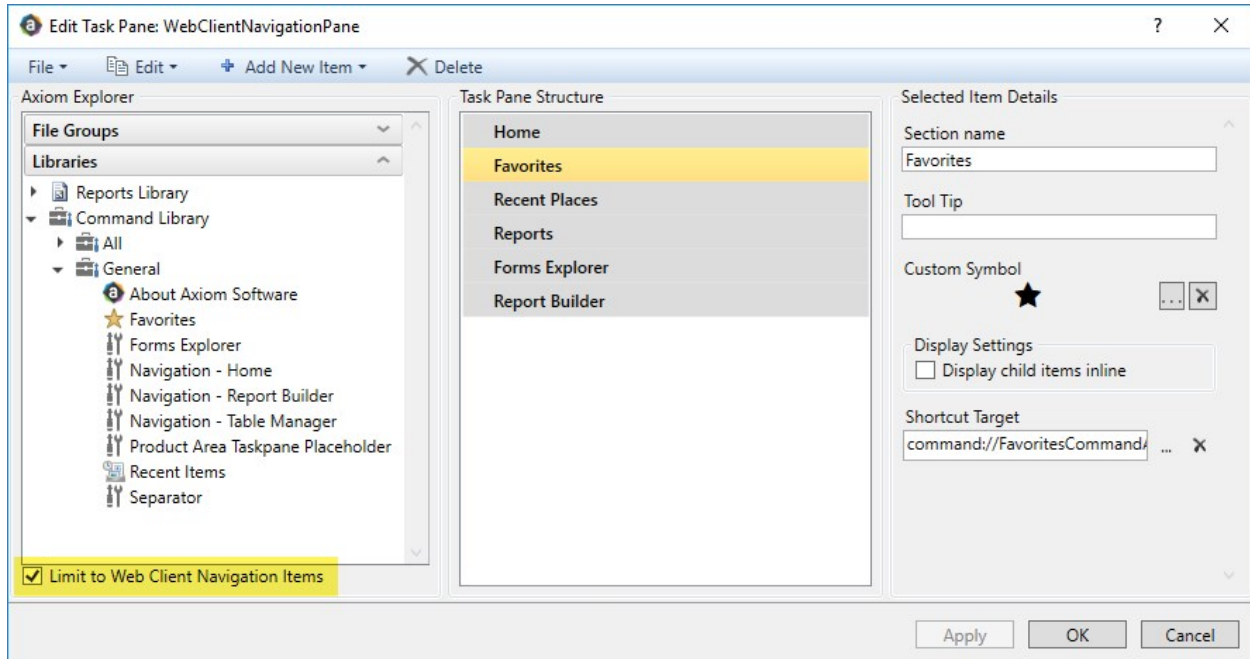 Edit Task Pane: WebClientNavigationPane
File
Edit
Add New Item
Delete
Axiom Explorer
File Groups
Libraries
Reports Library
Command Library
All
General
About Axiom Software
Favorites
Forms Explorer
Navigation - Home
Navigation - Report Builder
Navigation - Table Manager
Product Area Taskpane Placeholder
Recent Items
Separator
Limit to Web Client Navigation Items
Task Pane Structure
Home
Favorites
Recent Places
Reports
Forms Explorer
Report Builder
Selected Item Details
Section name
Favorites
Tool Tip
Custom Symbol
...
Display Settings
Display child items inline
Shortcut Target
command://FavoritesCommandA
...
Apply
OK
Cancel